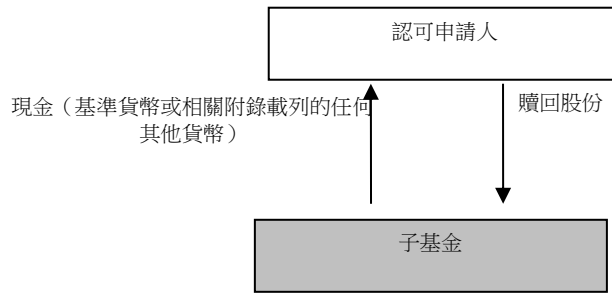 認可申請人
現金（基準貨幣或相關附錄載列的任何
其他貨幣）
贖回股份
子基金